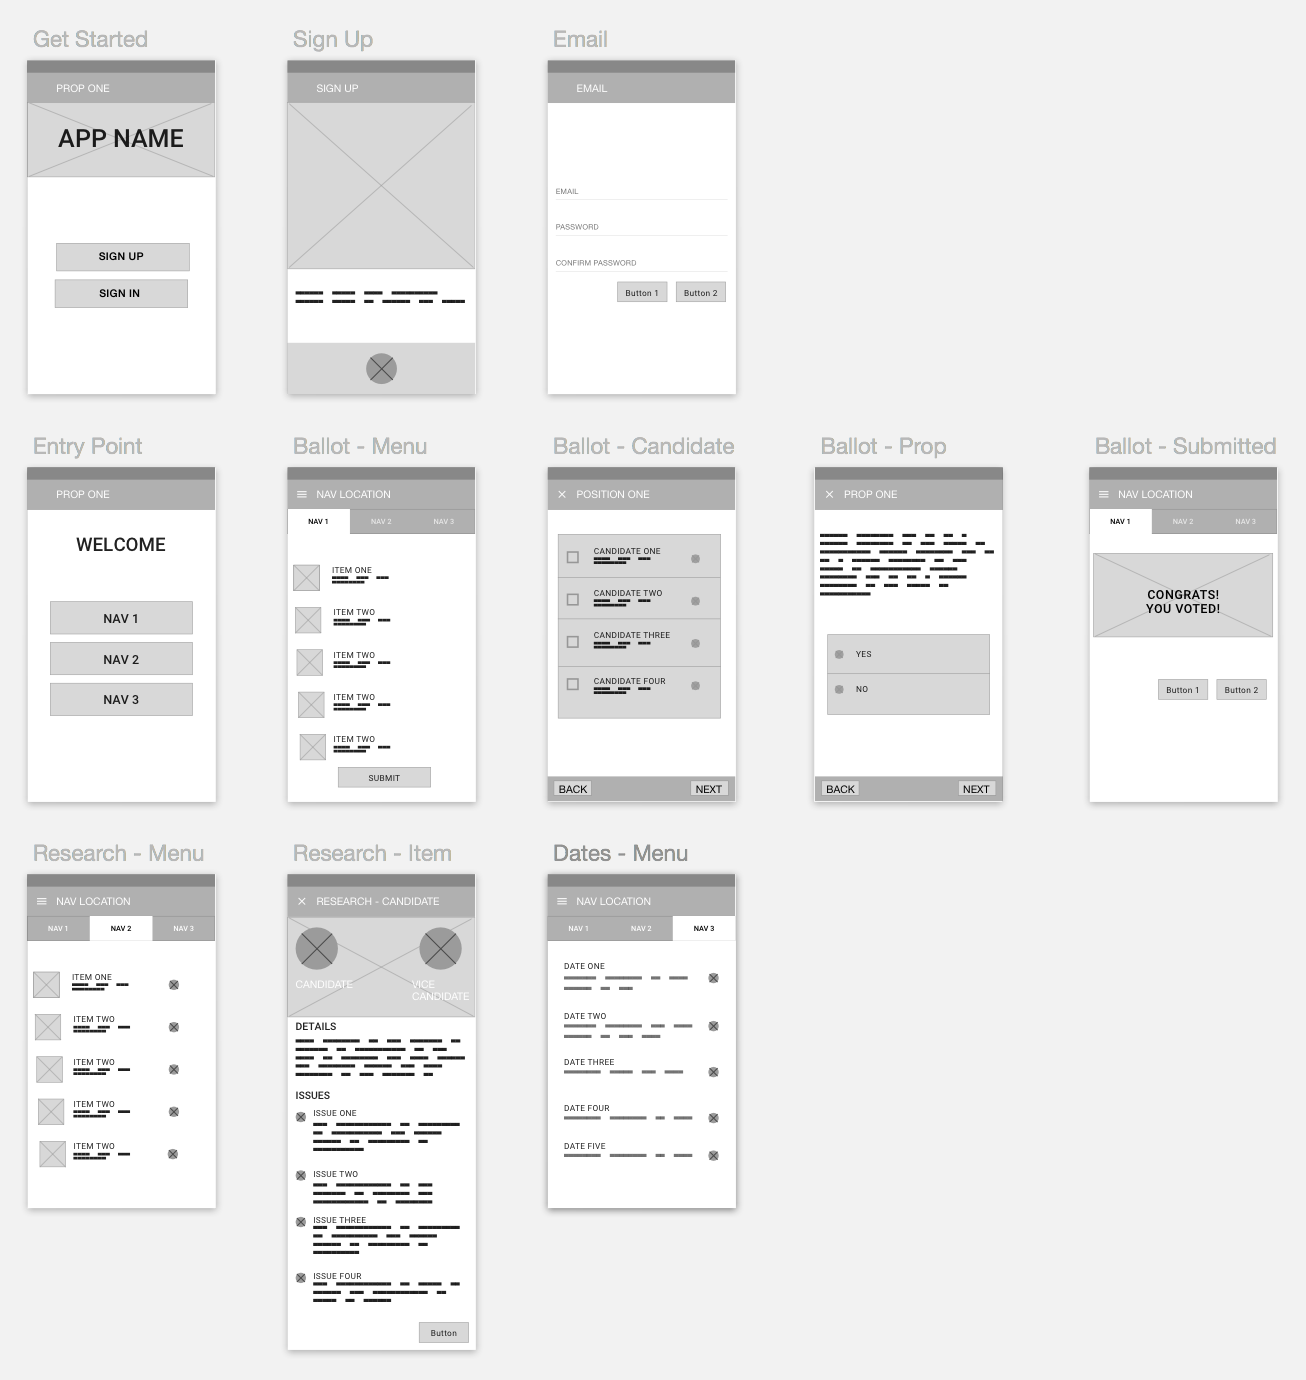 Get Started
PROP ONE
APP NAME
SIGN UP
SIGN IN
Sign Up
SIGN UP
Email
EMAIL
EMAIL
PASSWORD
CONFIRM PASSWORD
Button 1 Button 2
Entry Point
PROP ONE
WELCOME
NAV 1
NAV 2
NAV 3
Ballot - Menu
NAV LOCATION
NAV 1 NAV 2 NAV 3
ITEM ONE
ITEM TWO
ITEM TWO
ITEM TWO
ITEM TWO
SUBMIT
Ballot - Candidate
POSITION ONE
CANDIDATE ONE
CANDIDATE TWO
CANDIDATE THREE
CANDIDATE FOUR
BACK NEXT
Ballot - Prop
PROP ONE
YES
NO
BACK NEXT
Ballot - Submitted
NAV LOCATION
NAV 1 NAV 2 NAV 3
CONGRATS!
YOU VOTED!
Button 1 Button 2
Research - Menu
NAV LOCATION
NAV 1 NAV 2 NAV 3
ITEM ONE
ITEM TWO
ITEM TWO
ITEM TWO
ITEM TWO
Research - Item
RESEARCH - CANDIDATE
CANDIDATE
VICE
CANDIDATE
DETAILS
ISSUES
ISSUE ONE
ISSUE TWO
ISSUE THREE
ISSUE FOUR
Button
Dates - Menu
NAV LOCATION
NAV 1 NAV 2 NAV 3
DATE ONE
DATE TWO
DATE THREE
DATE FOUR
DATE FIVE